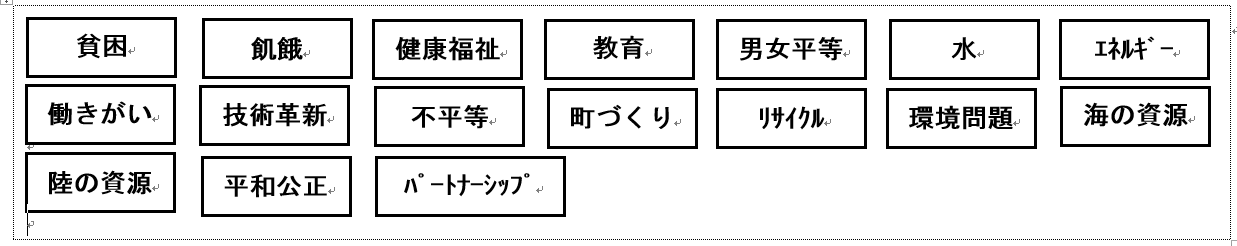 貧困 飢餓 健康福祉 教育 男女平等 水 ｴﾈﾙｷﾞｰ
働きがい 技術革新 不平等 町づくり ﾘｻｲｸﾙ 環境問題 海の資源
陸の資源 平和公正 ﾊﾟｰﾄﾅｰｼｯﾌﾟ